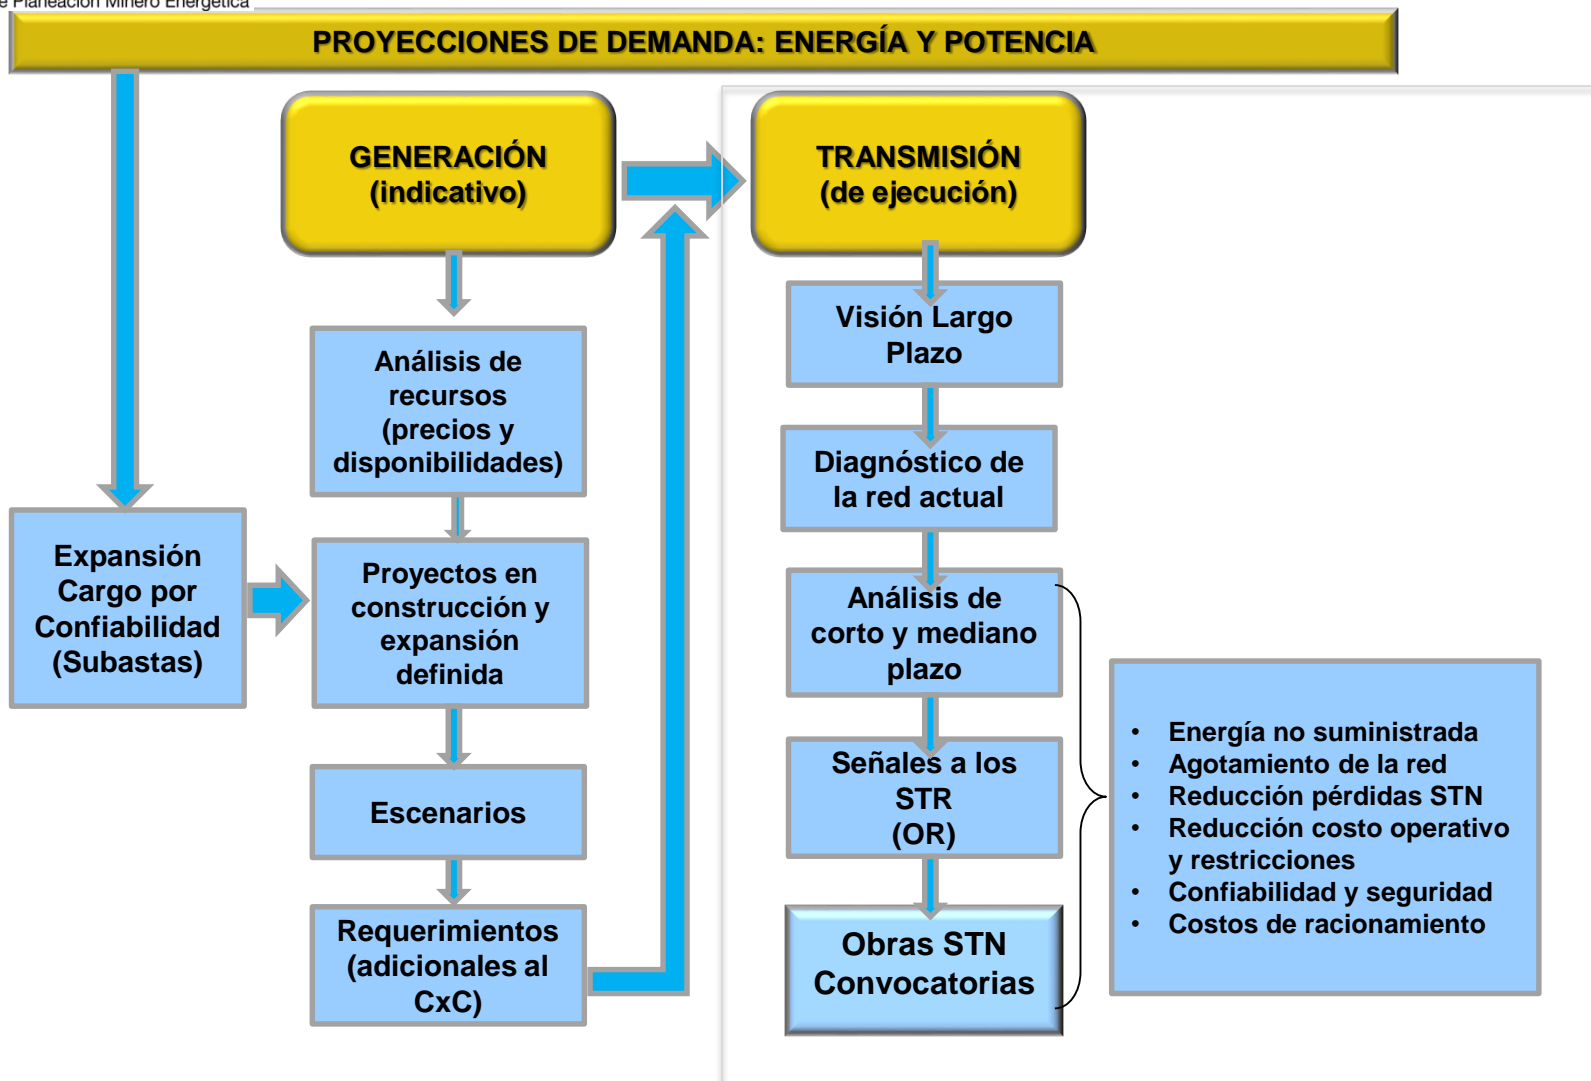 e Planeación Minero Energética
PROYECCIONES DE DEMANDA: ENERGÍA Y POTENCIA
GENERACIÓN
(indicativo)
Análisis de
recursos
(precios y
disponibilidades)
Expansión
Cargo por
Confiabilidad
(Subastas)
Proyectos en
construcción y
expansión
definida
Escenarios
Requerimientos
(adicionales al
CxC)
TRANSMISIÓN
(de ejecución)
Visión Largo
Plazo
Diagnóstico de
la red actual
Análisis de
corto y mediano
plazo
Señales a los
STR
(OR)
Obras STN
Convocatorias
• Energía no suministrada
• Agotamiento de la red
• Reducción pérdidas STN
• Reducción costo operativo
y restricciones
• Confiabilidad y seguridad
• Costos de racionamiento